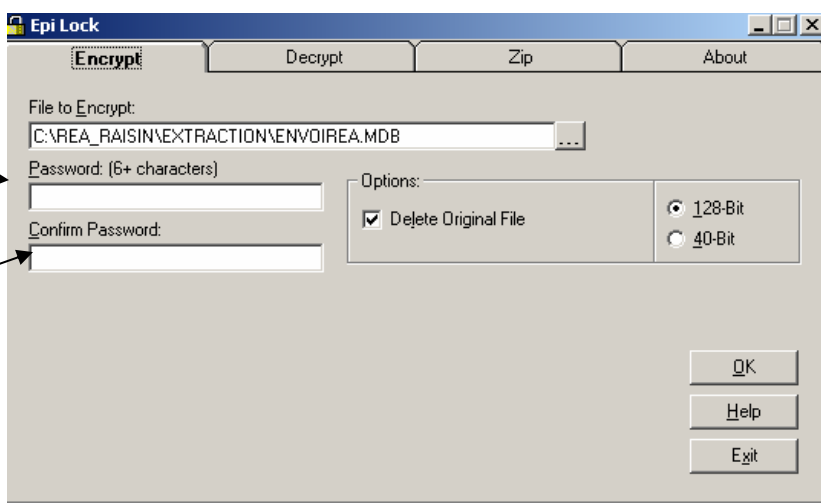 Epi Lock
Encrypt Decrypt Zip About
File to Encrypt:
C:\REA_RAISIN\EXTRACTION\ENVOIREA.MDB ...
Password: (6+ characters)
Options:
Delete Original File
128-Bit
40-Bit
Confirm Password:
OK
Help
Exit